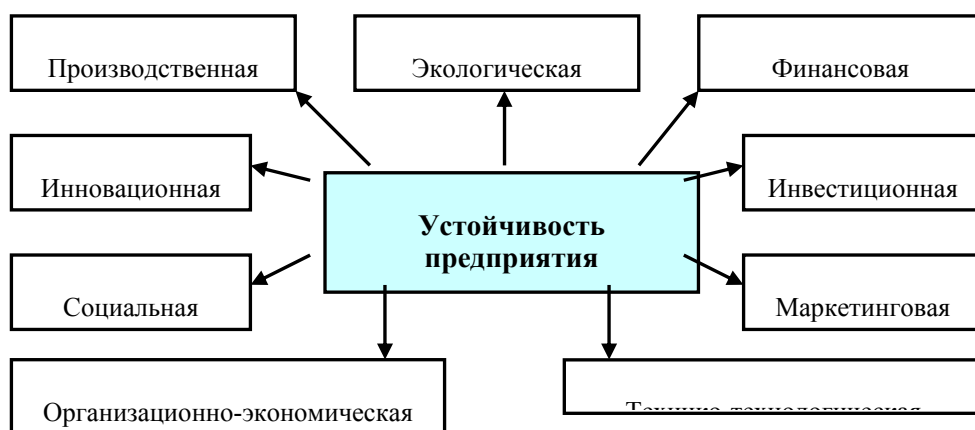 Производственная
Экологическая
Финансовая
Инновационная
Инвестиционная
Устойчивость
предприятия
Социальная
Маркетинговая
Организационно-экономическая